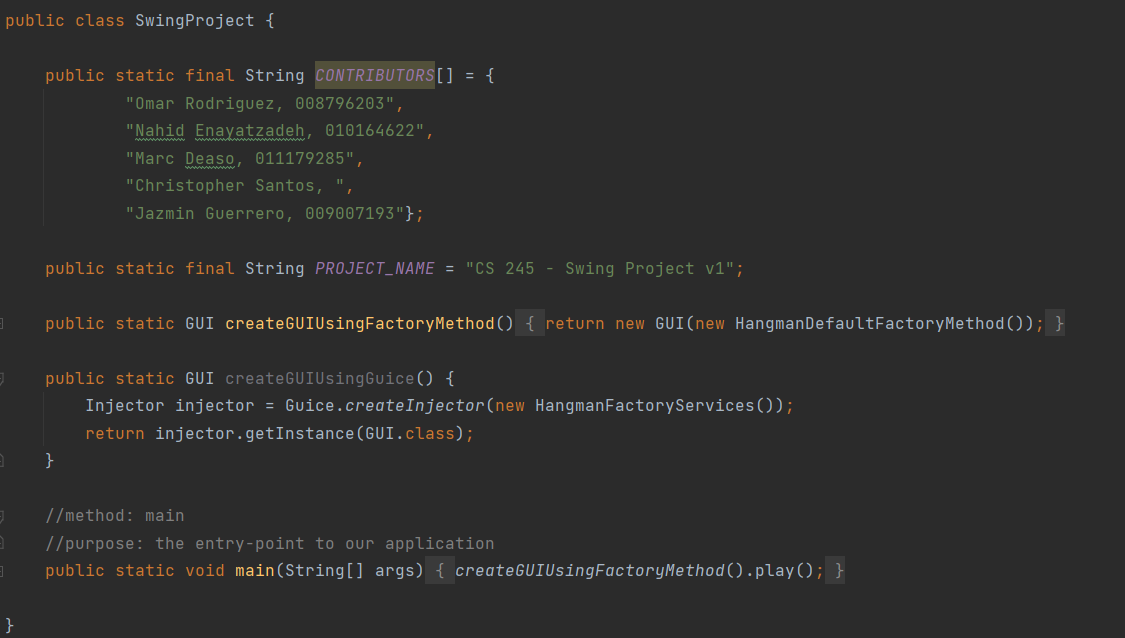 public class SwingProject {
public static final String CONTRIBUTORS[] = {
"Omar Rodriguez, 008796203",
"Nahid Enayatzadeh, 010164622",
"Marc Deaso, 011179285",
"Christopher Santos, ",
"Jazmin Guerrero, 009007193"};
public static final String PROJECT_NAME = "CS 245 - Swing Project v1";
public static GUI createGUIUsingFactoryMethod() { return new GUI(new HangmanDefaultFactoryMethod()); }
public static GUI createGUIUsingGuice() {
Injector injector = Guice.createInjector(new HangmanFactoryServices());
return injector.getInstance(GUI.class);
}
//method: main
//purpose: the entry-point to our application
public static void main(String[] args) { createGUIUsingFactoryMethod().play(); }
}